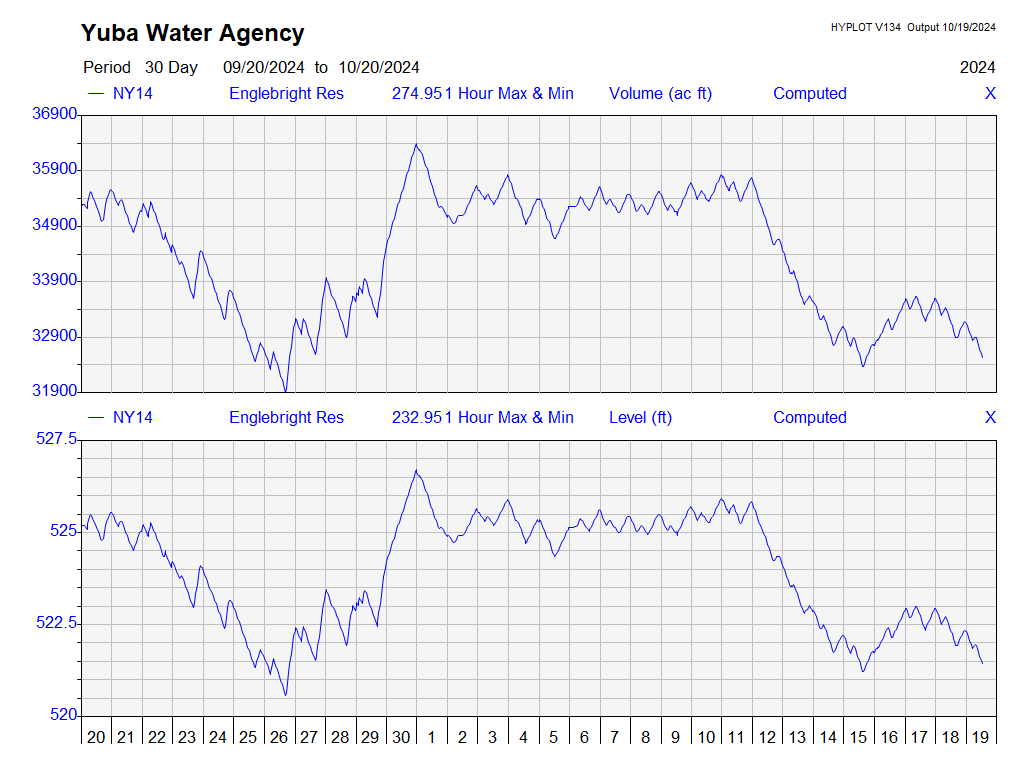 Yuba Water Agency
HYPLOT V134 Output 10/19/2024
Period 30 Day 09/20/2024 to 10/20/2024 2024
— NY14 Englebright Res 274.951 Hour Max & Min Volume (ac ft) Computed X
36900
35900
34900
33900
32900
31900
— NY14 Englebright Res 232.951 Hour Max & Min Level (ft) Computed X
527.5
525
522.5
520
20 21 22 23 24 25 26 27 28 29 30 1 2 3 4 5 6 7 8 9 10 11 12 13 14 15 16 17 18 19